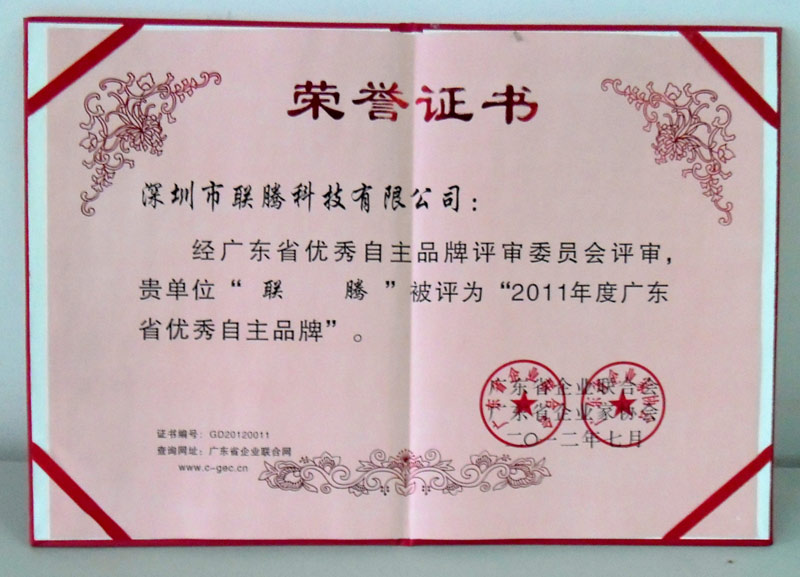 荣誉证书
深圳市联腾科技有限公司：
经广东省优秀自主品牌评审委员会评审，
贵单位“ 联 腾 ”被评为“2011年度广东
省优秀自主品牌”。
广东省企业联合会
广东省企业家协会
二〇一二年七月
证书编号： GD20120011
查询网址：广东省企业联合网
www.c-gec.cn